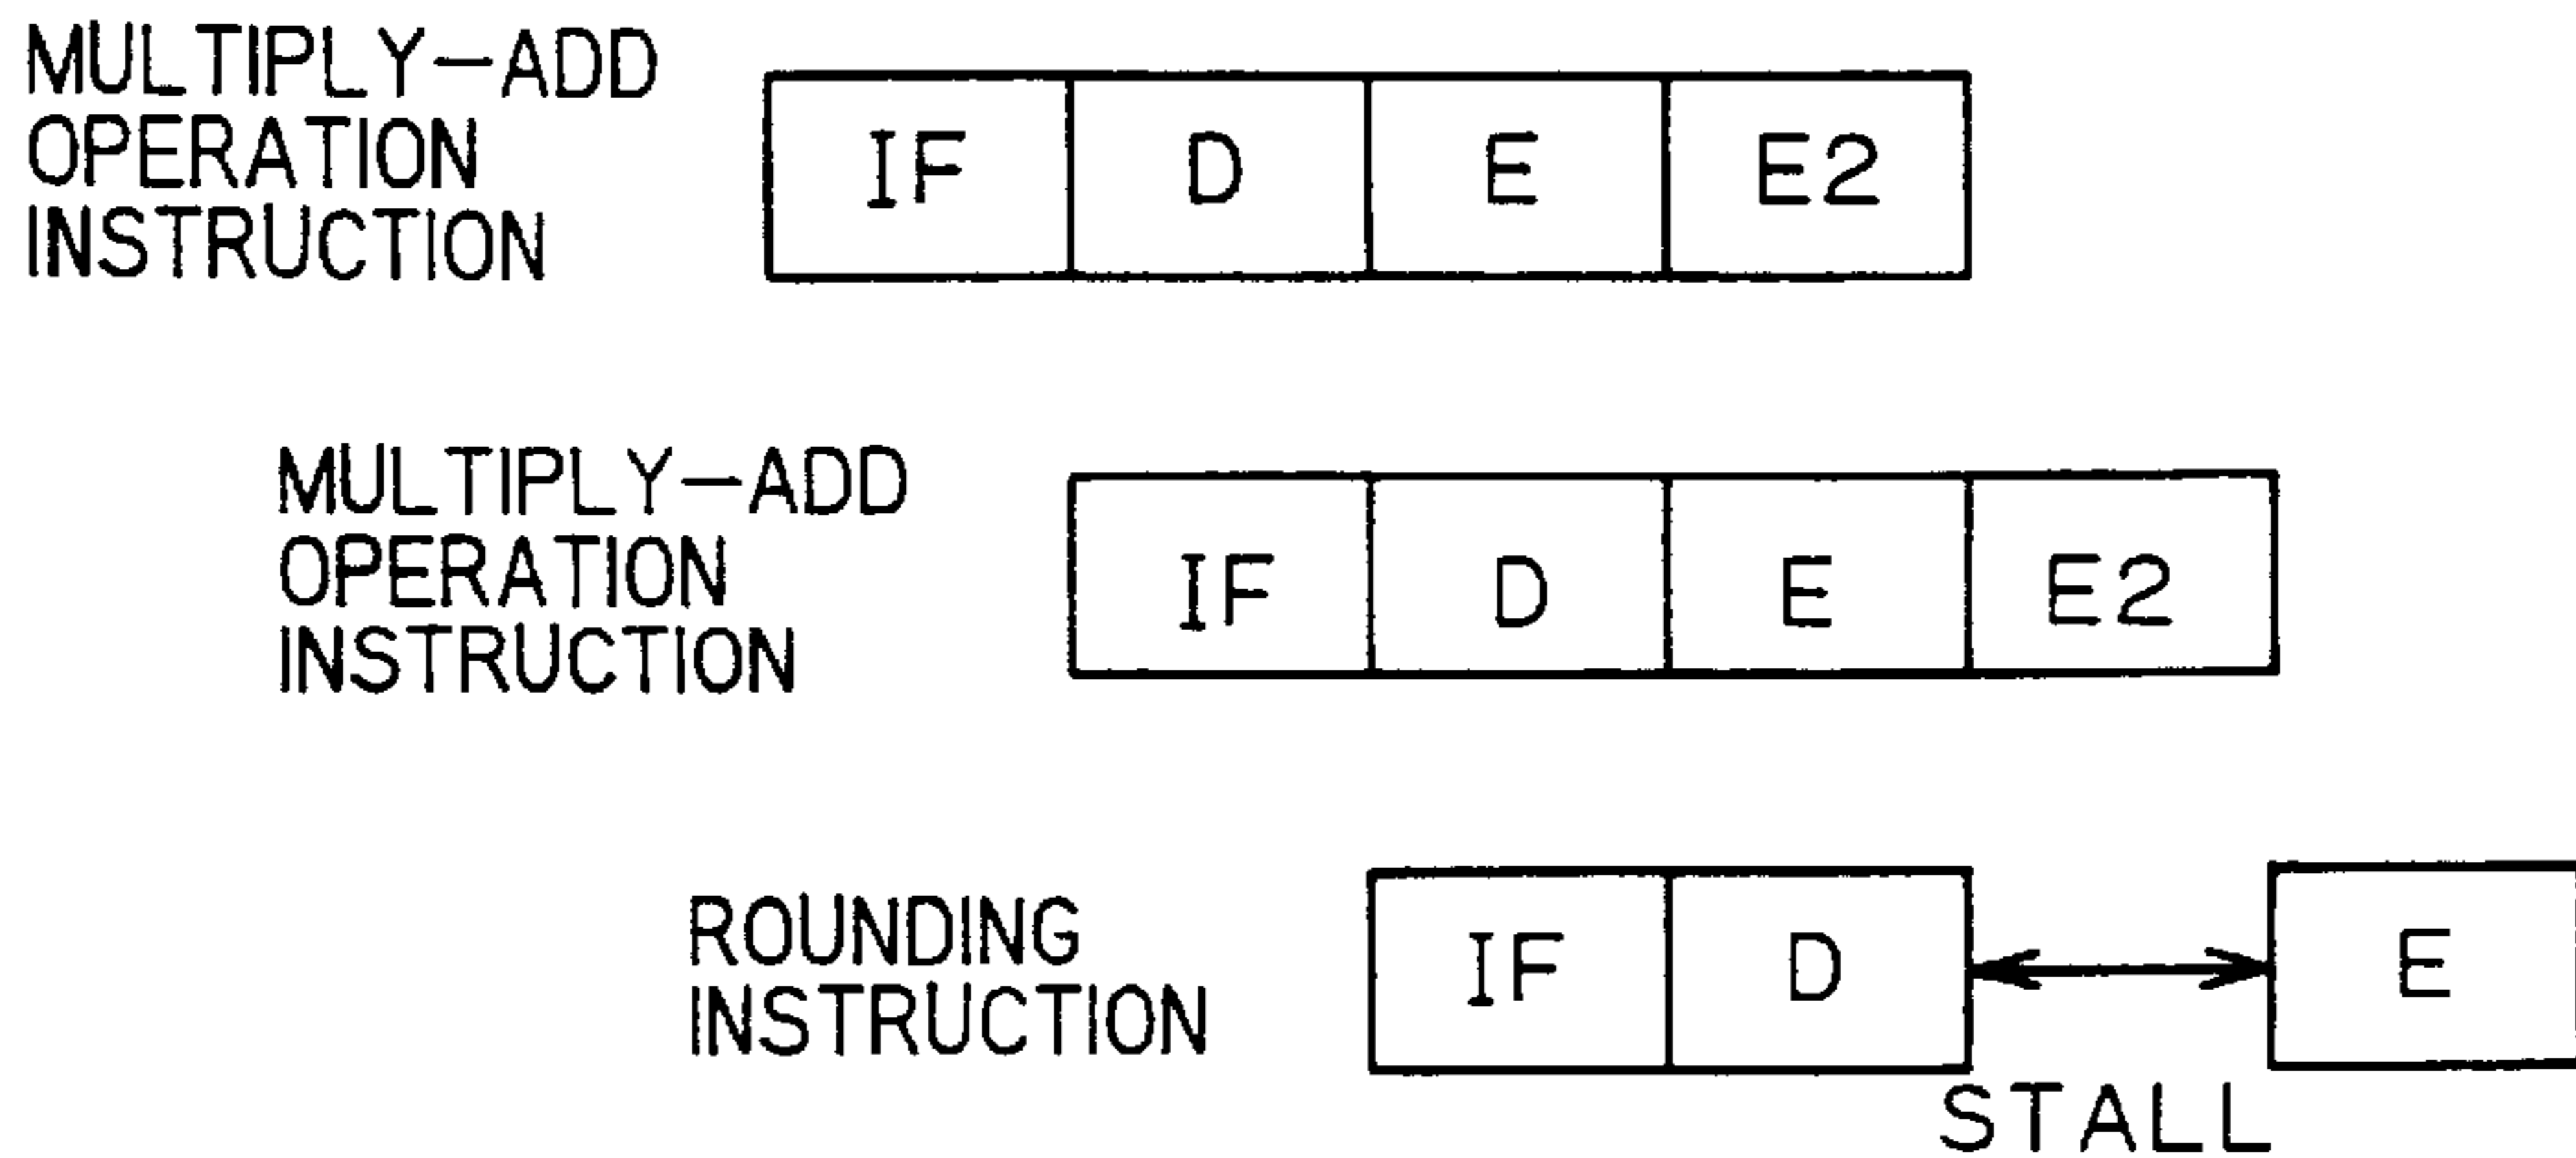 MULTIPLY-ADD
OPERATION
INSTRUCTION
IF D E E2
MULTIPLY-ADD
OPERATION
INSTRUCTION
IF D E E2
ROUNDING
INSTRUCTION
IF D E
STALL